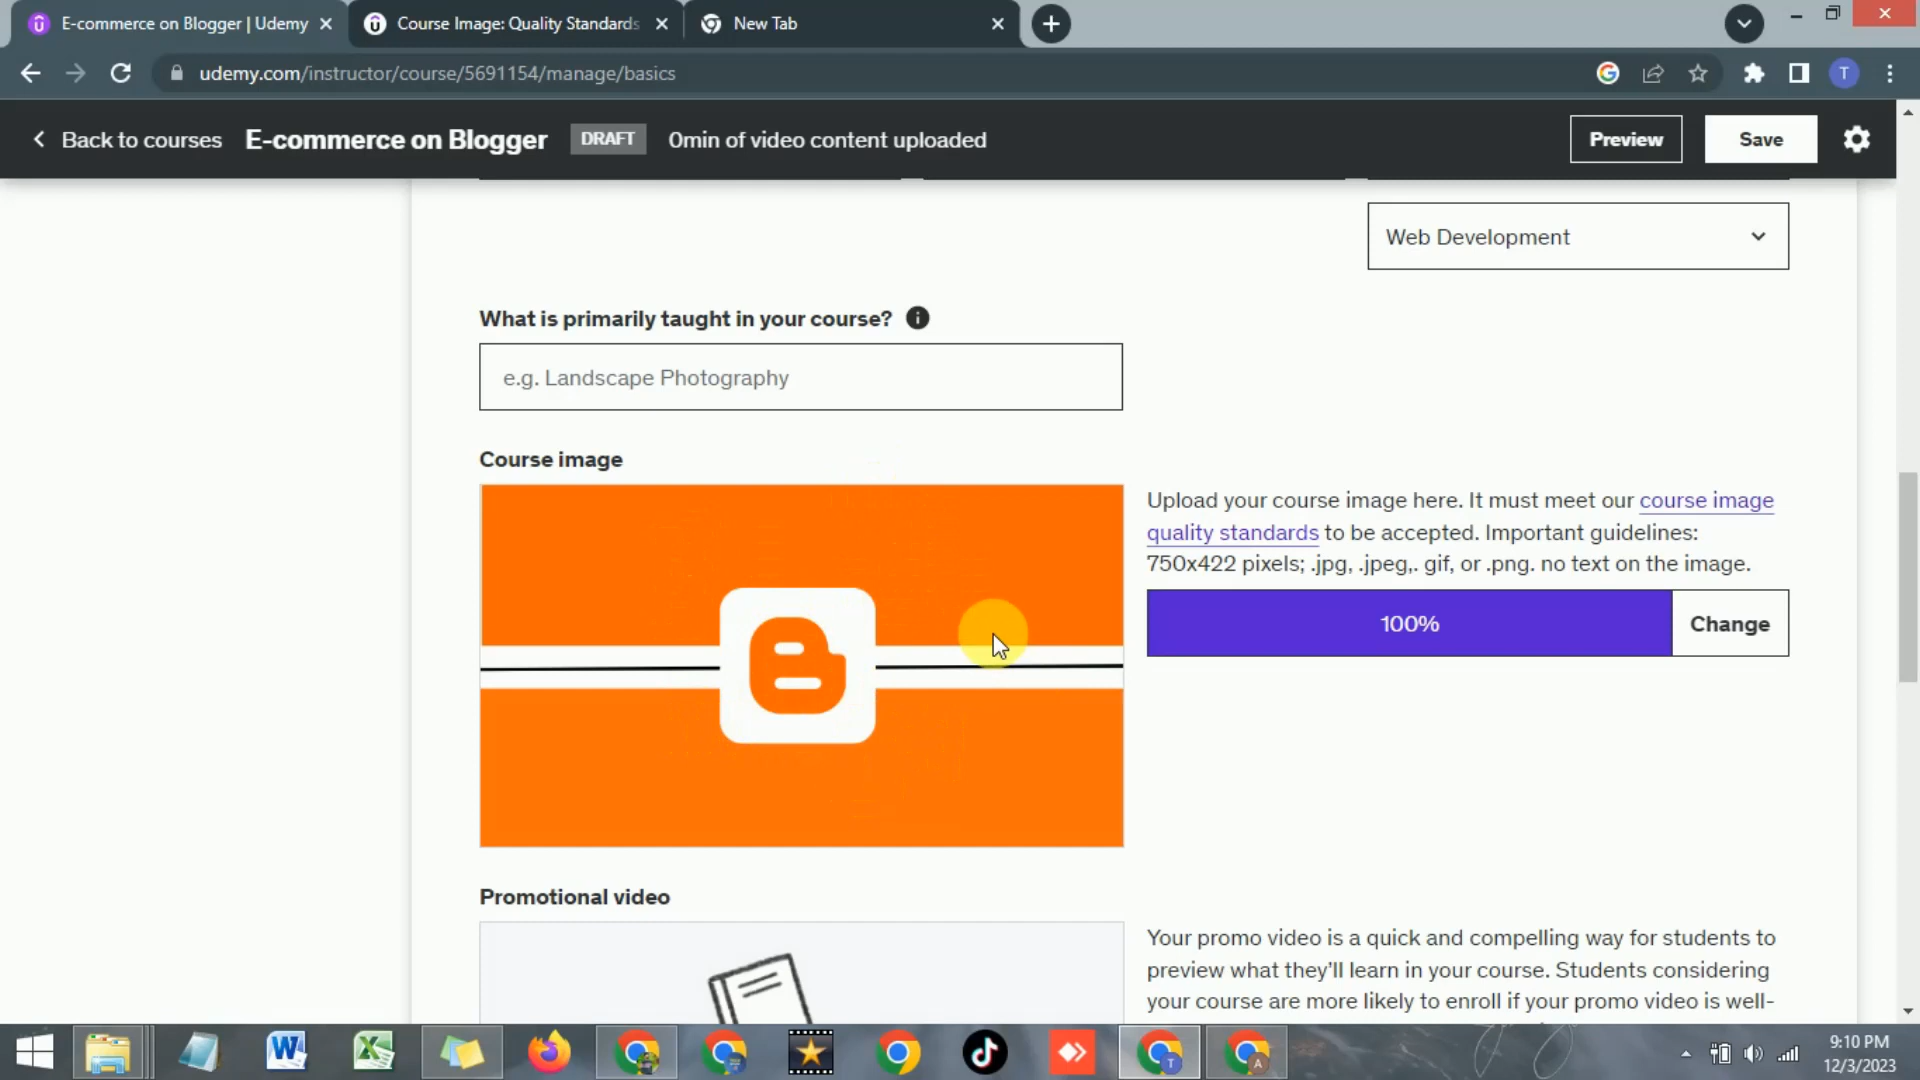 E-commerce on Blogger | Udemy
Course Image: Quality Standards
New Tab
udemy.com/instructor/course/5691154/manage/basics
T
Back to courses
E-commerce on Blogger
DRAFT
0min of video content uploaded
Preview
Save
Web Development
What is primarily taught in your course?
e.g. Landscape Photography
Course image
Upload your course image here. It must meet our course image
quality standards to be accepted. Important guidelines:
750x422 pixels; .jpg, .jpeg,. gif, or .png. no text on the image.
100%
Change
Promotional video
Your promo video is a quick and compelling way for students to
preview what they'll learn in your course. Students considering
your course are more likely to enroll if your promo video is well-
9:10 PM
12/3/2023